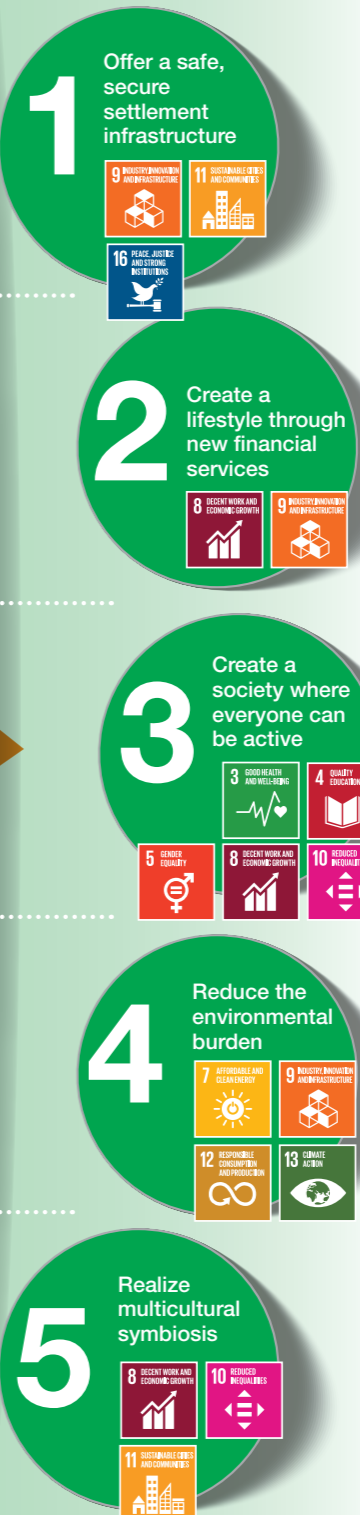 1
Offer a safe,
secure
settlement
infrastructure
9 INDUSTRY, INNOVATION
AND INFRASTRUCTURE
11 SUSTAINABLE CITIES
AND COMMUNITIES
16 PEACE, JUSTICE
AND STRONG
INSTITUTIONS
2
Create a
lifestyle through
new financial
services
8 DECENT WORK AND
ECONOMIC GROWTH
9 INDUSTRY, INNOVATION
AND INFRASTRUCTURE
3
Create a
society where
everyone can
be active
3 GOOD HEALTH
AND WELL-BEING
4 QUALITY
EDUCATION
5 GENDER
EQUALITY
8 DECENT WORK AND
ECONOMIC GROWTH
10 REDUCED
4
Reduce the
environmental
burden
7 AFFORDABLE AND
CLEAN ENERGY
9 INDUSTRY, INNOVATION
AND INFRASTRUCTURE
12 RESPONSIBLE
CONSUMPTION
AND PRODUCTION
13 CLIMATE
ACTION
5
Realize
multicultural
symbiosis
8 DECENT WORK AND
ECONOMIC GROWTH
10 REDUCED
INEQUALITIES
11 SUSTAINABLE CITIES
AND COMMUNITIES